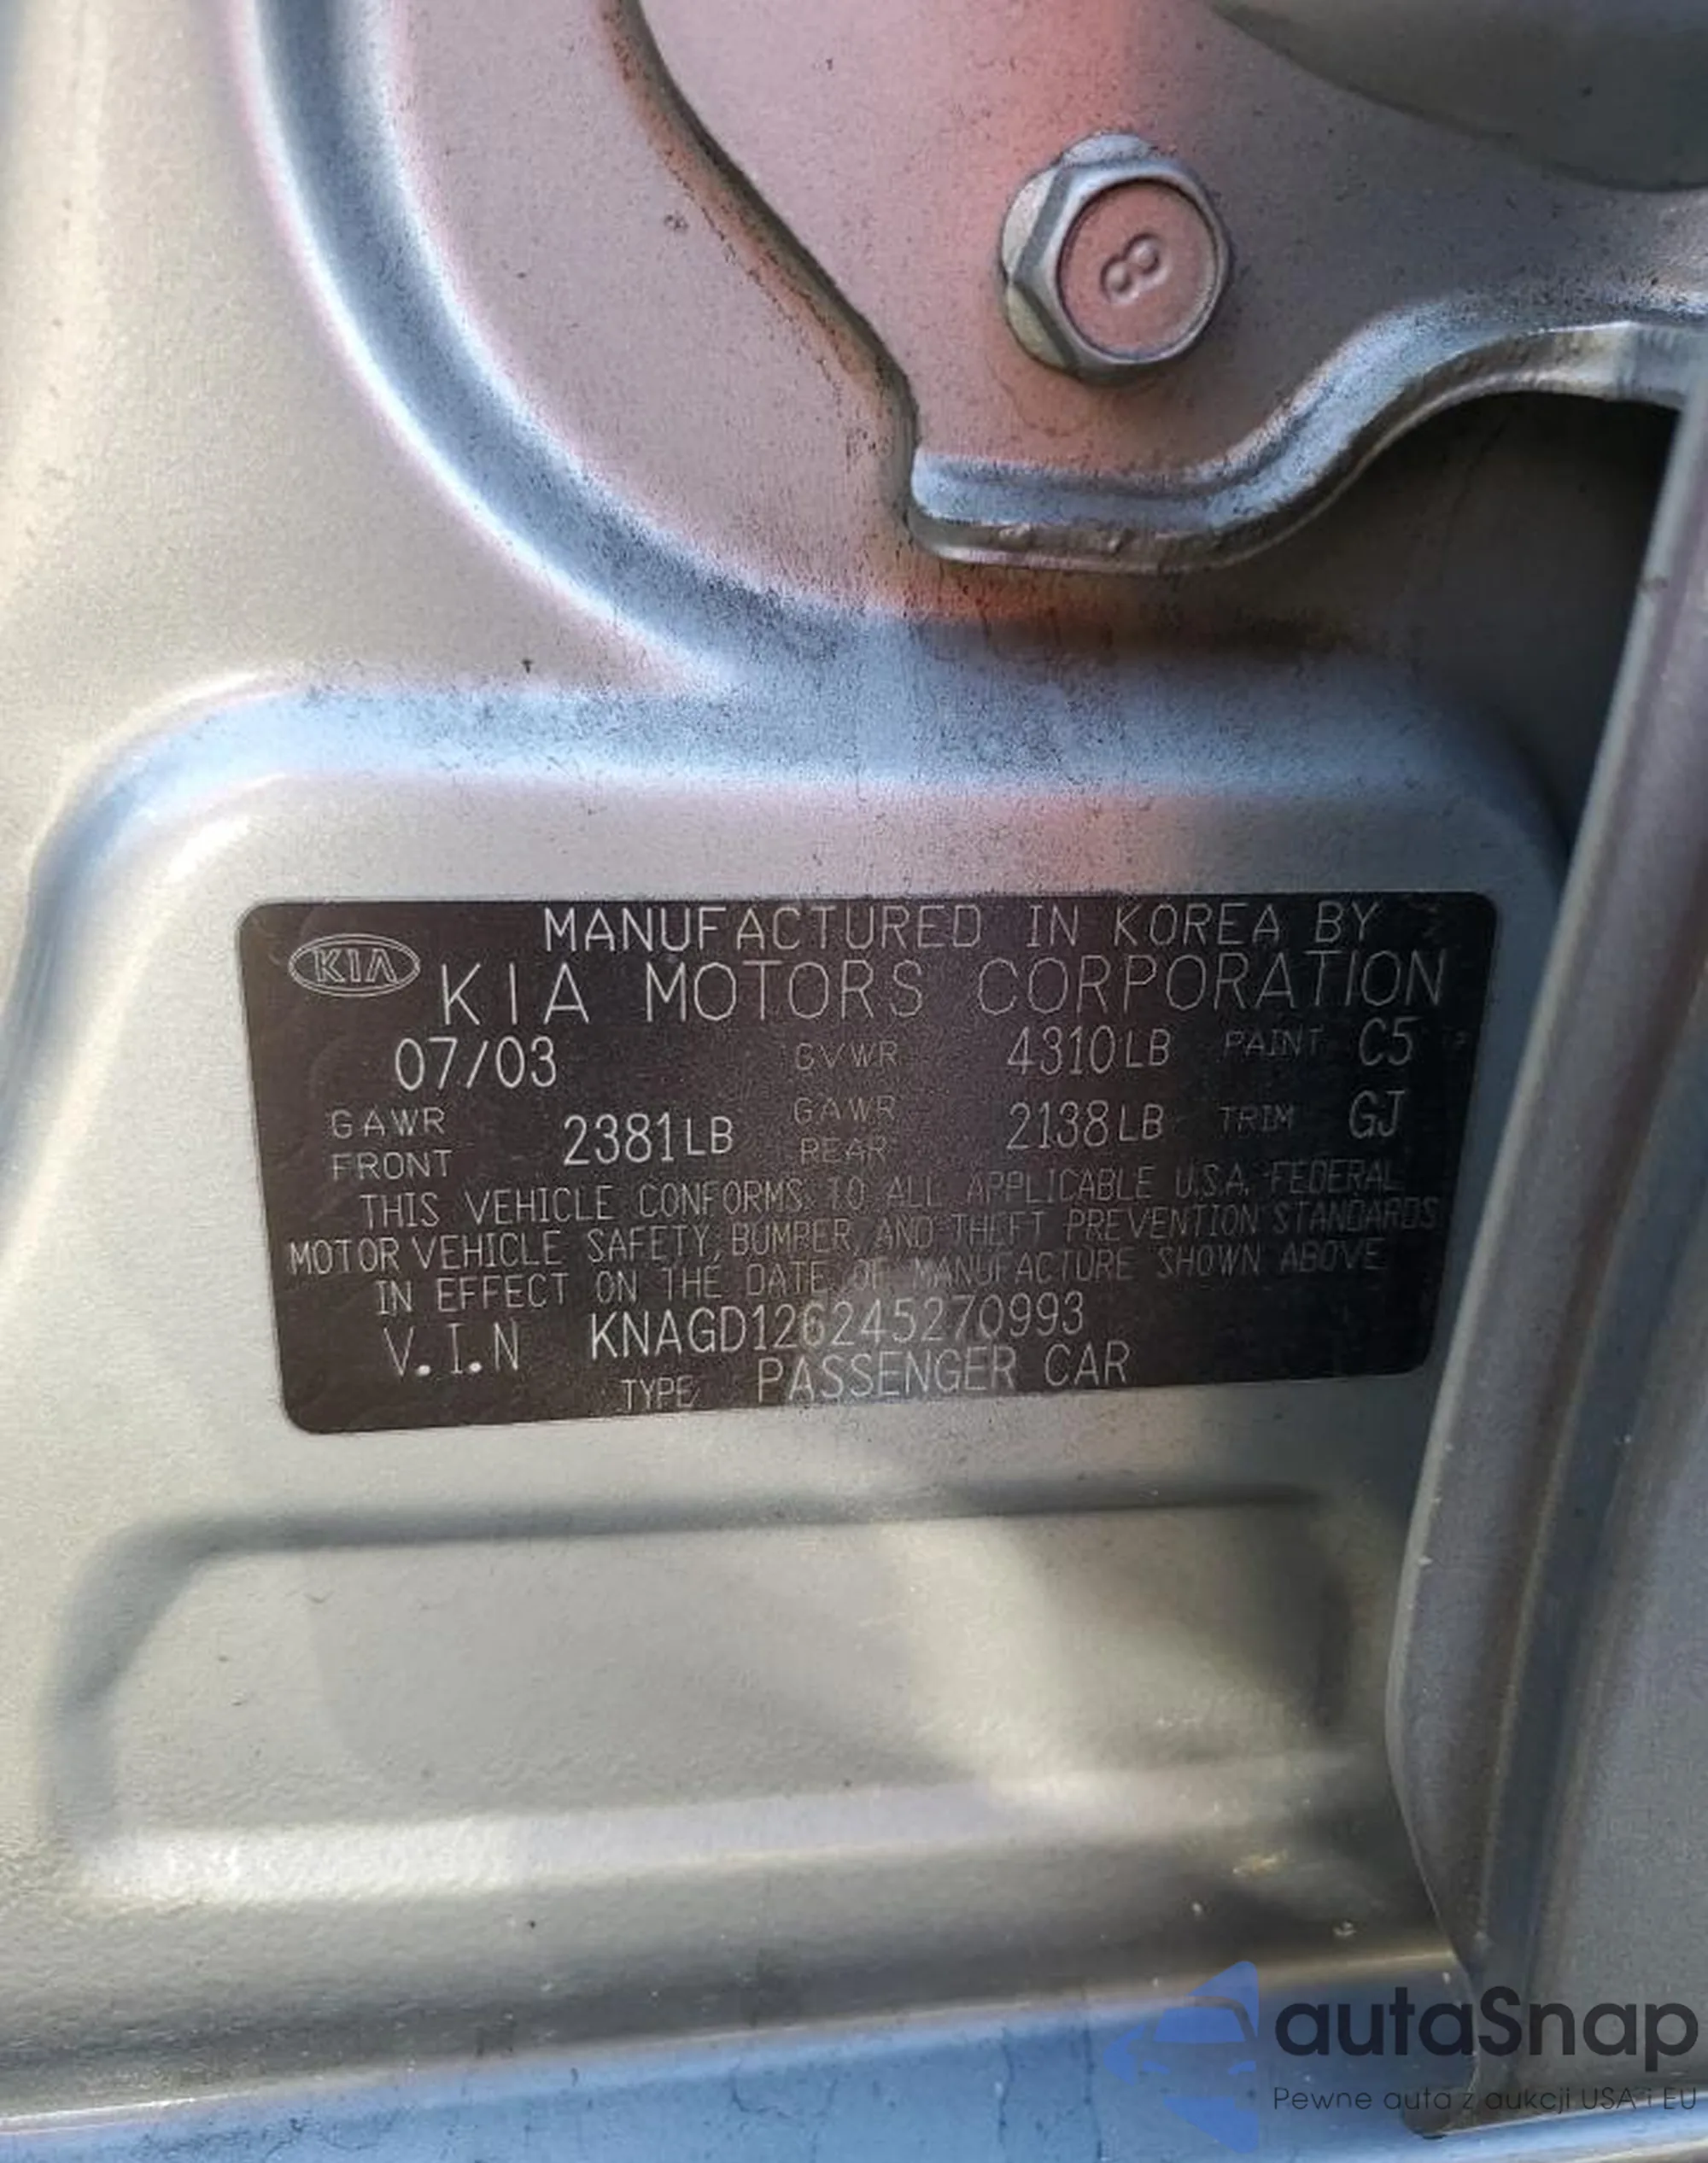 8
MANUFACTURED IN KOREA BY
KIA KIA MOTORS CORPORATION
07/03 GVWR 4310LB PAINT C5
GAWR FRONT 2381LB GAWR REAR 2138LB TRIM GJ
THIS VEHICLE CONFORMS TO ALL APPLICABLE U.S.A. FEDERAL
MOTOR VEHICLE SAFETY, BUMPER, AND THEFT PREVENTION STANDARDS
IN EFFECT ON THE DATE OF MANUFACTURE SHOWN ABOVE
V.I.N KNAGD126245270993
TYPE PASSENGER CAR
autaSnap
Pewne auta z aukcji USA i EU